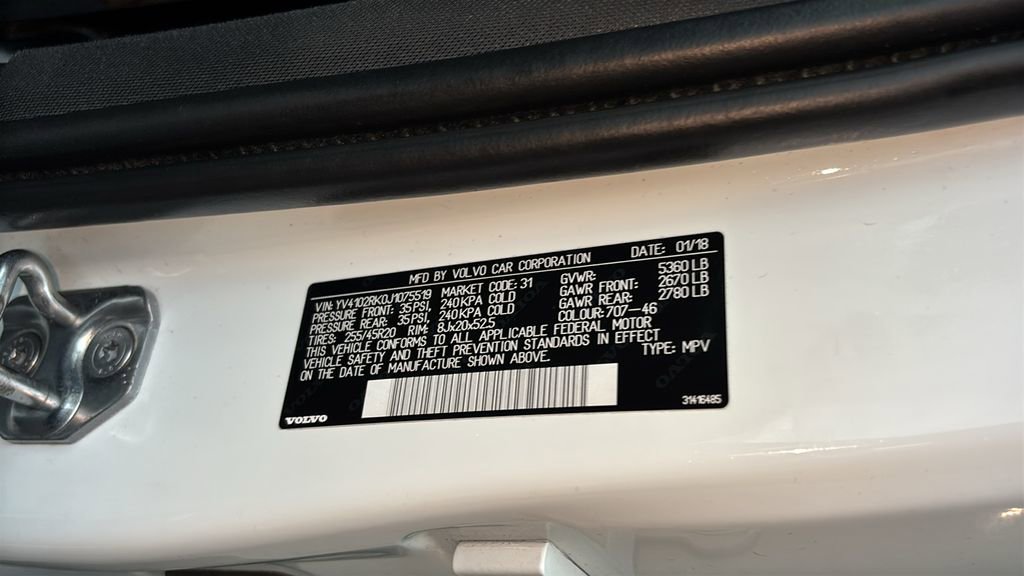 MFD BY VOLVO CAR CORPORATION DATE: 01/18
VIN: YV4102RK0J1075519 MARKET CODE: 31 GVWR: 5360 LB
PRESSURE FRONT: 35PSI, 240KPA COLD GAWR FRONT: 2670 LB
PRESSURE REAR: 35PSI, 240KPA COLD GAWR REAR: 2780 LB
TIRES: 255/45R20 RIM: 8Jx20x52.5 COLOUR: 707-46
THIS VEHICLE CONFORMS TO ALL APPLICABLE FEDERAL MOTOR
VEHICLE SAFETY AND THEFT PREVENTION STANDARDS IN EFFECT
ON THE DATE OF MANUFACTURE SHOWN ABOVE. TYPE: MPV
VOLVO 31416485